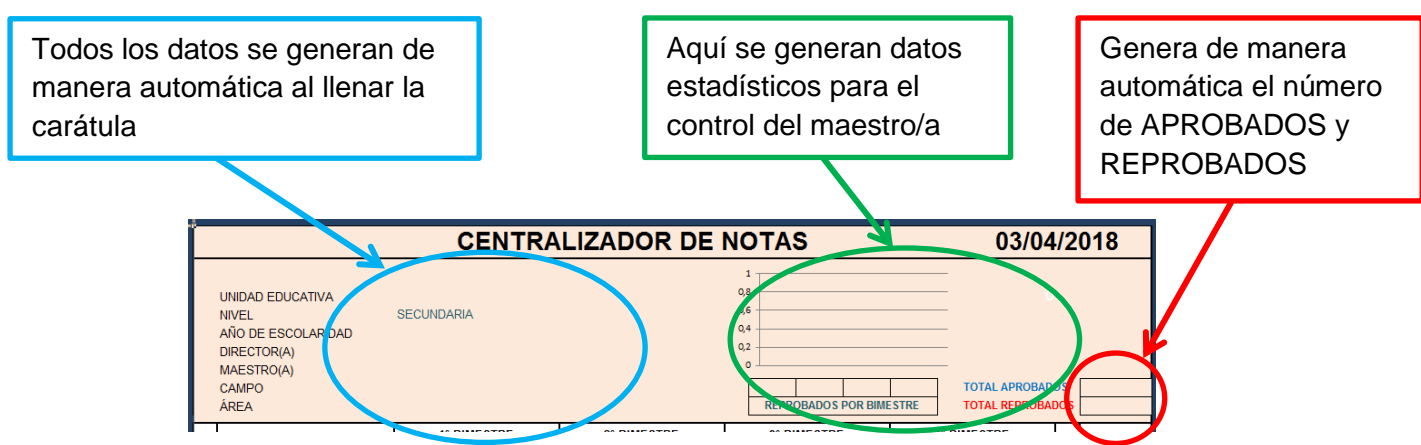 Todos los datos se generan de
manera automática al llenar la
carátula
Aquí se generan datos
estadísticos para el
control del maestro/a
Genera de manera
automática el número
de APROBADOS y
REPROBADOS
CENTRALIZADOR DE NOTAS
03/04/2018
UNIDAD EDUCATIVA
NIVEL SECUNDARIA
AÑO DE ESCOLARIDAD
DIRECTOR(A)
MAESTRO(A)
CAMPO
ÁREA
1
0,8
0,6
0,4
0,2
0
REPROBADOS POR BIMESTRE
TOTAL APROBADOS
TOTAL REPROBADOS